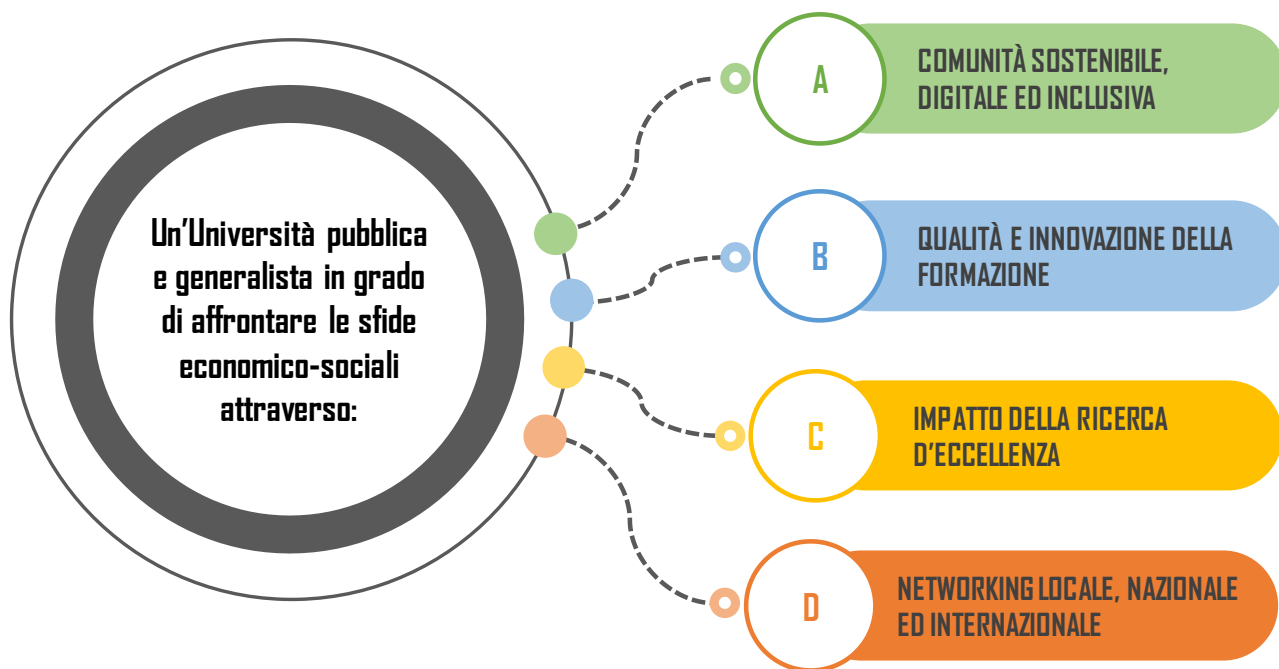 Un'Università pubblica
e generalista in grado
di affrontare le sfide
economico-sociali
attraverso:
A
COMUNITÀ SOSTENIBILE,
DIGITALE ED INCLUSIVA
B
QUALITÀ E INNOVAZIONE DELLA
FORMAZIONE
C
IMPATTO DELLA RICERCA
D'ECCELLENZA
D
NETWORKING LOCALE, NAZIONALE
ED INTERNAZIONALE